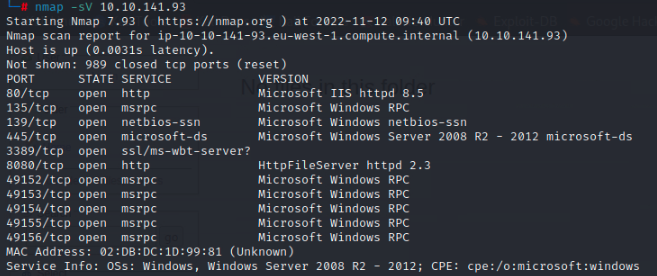 └─# nmap -sV 10.10.141.93
Starting Nmap 7.93 ( https://nmap.org ) at 2022-11-12 09:40 UTC
Nmap scan report for ip-10-10-141-93.eu-west-1.compute.internal (10.10.141.93)
Host is up (0.0031s latency).
Not shown: 989 closed tcp ports (reset)
PORT      STATE SERVICE            VERSION
80/tcp    open  http               Microsoft IIS httpd 8.5
135/tcp   open  msrpc              Microsoft Windows RPC
139/tcp   open  netbios-ssn        Microsoft Windows netbios-ssn
445/tcp   open  microsoft-ds       Microsoft Windows Server 2008 R2 - 2012 microsoft-ds
3389/tcp  open  ssl/ms-wbt-server?
8080/tcp  open  http               HttpFileServer httpd 2.3
49152/tcp open  msrpc              Microsoft Windows RPC
49153/tcp open  msrpc              Microsoft Windows RPC
49154/tcp open  msrpc              Microsoft Windows RPC
49155/tcp open  msrpc              Microsoft Windows RPC
49156/tcp open  msrpc              Microsoft Windows RPC
MAC Address: 02:DB:DC:1D:99:81 (Unknown)
Service Info: OSs: Windows, Windows Server 2008 R2 - 2012; CPE: cpe:/o:microsoft:windows